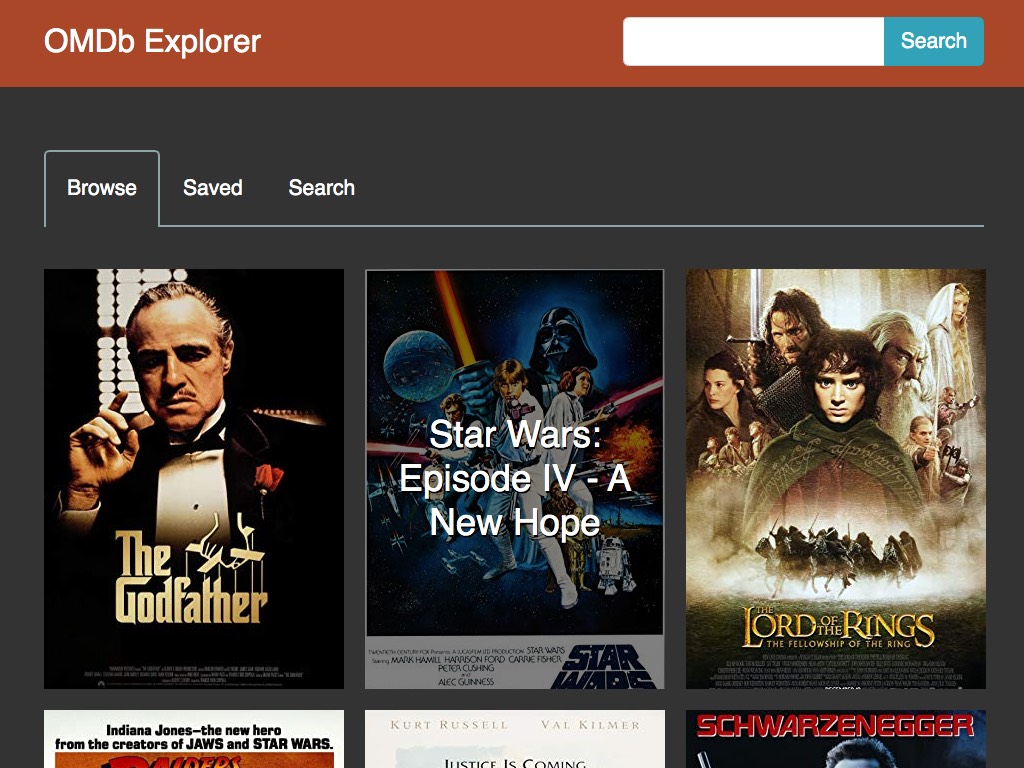 OMDb Explorer
Search
Browse
Saved
Search
The
Godfather
Star Wars:
Episode IV - A
New Hope
TWENTIETH CENTURY FOX Presents A LUCASFILM LTD PRODUCTION STAR WARS
Starring MARK HAMILL HARRISON FORD CARRIE FISHER
PETER CUSHING
and
ALEC GUINNESS
STAR
WARS
THE
LORD OF THE RINGS
THE FELLOWSHIP OF THE RING
Indiana Jones—the new hero
from the creators of JAWS and STAR WARS.
RAIDERS
KURT RUSSELL VAL KILMER
JUSTICE IS COMING
SCHWARZENEGGER